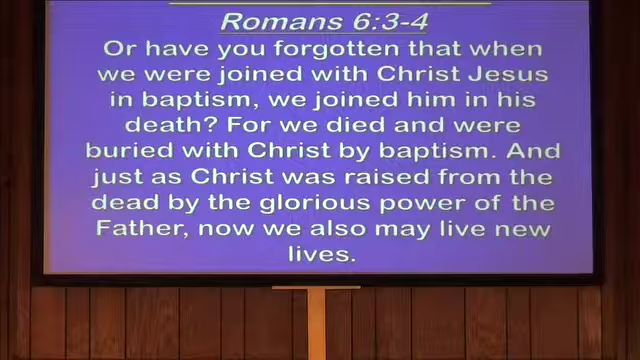 Romans 6:3-4
Or have you forgotten that when
we were joined with Christ Jesus
in baptism, we joined him in his
death? For we died and were
buried with Christ by baptism. And
just as Christ was raised from the
dead by the glorious power of the
Father, now we also may live new
lives.